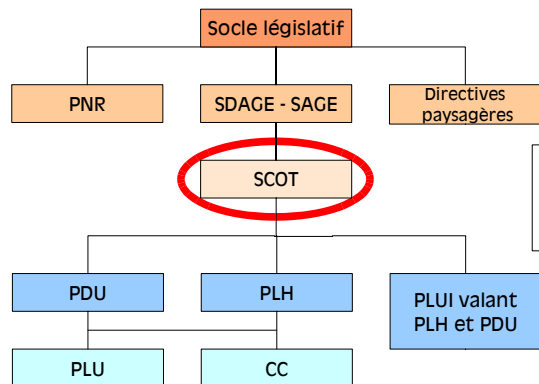 Socle législatif
PNR
SDAGE - SAGE
Directives
paysagères
SCOT
PDU
PLH
PLUI valant
PLH et PDU
PLU
CC